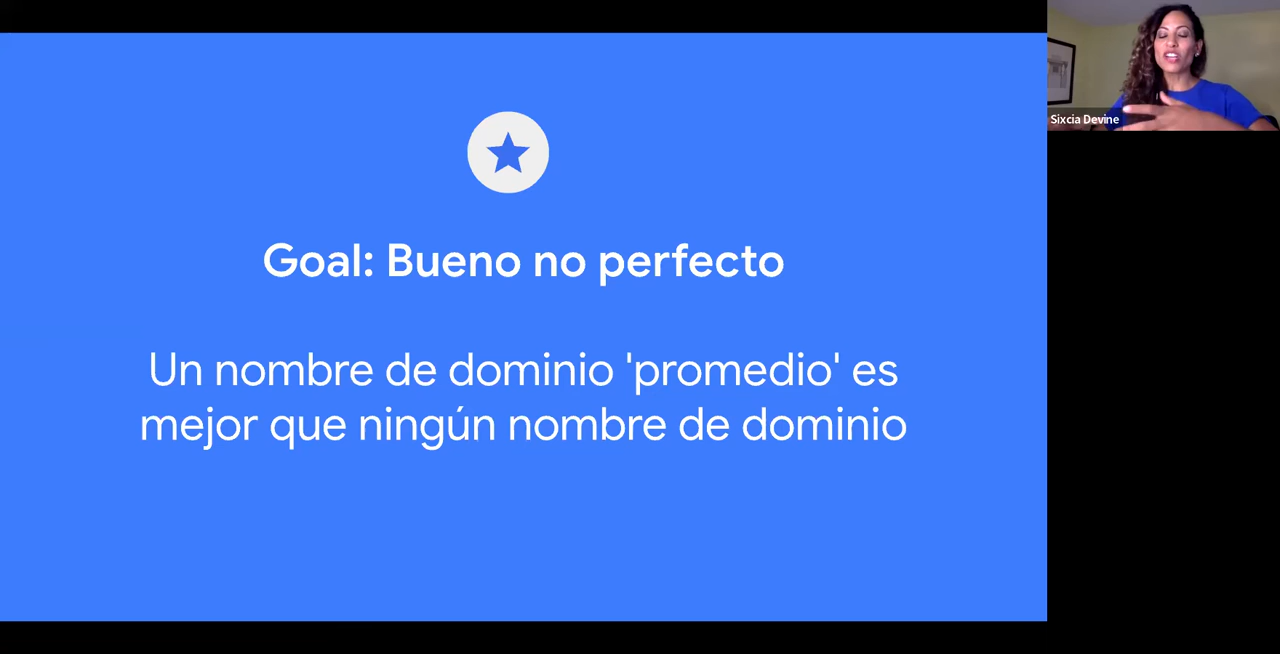 Goal: Bueno no perfecto
Un nombre de dominio 'promedio' es
mejor que ningún nombre de dominio
Sixcia Devine